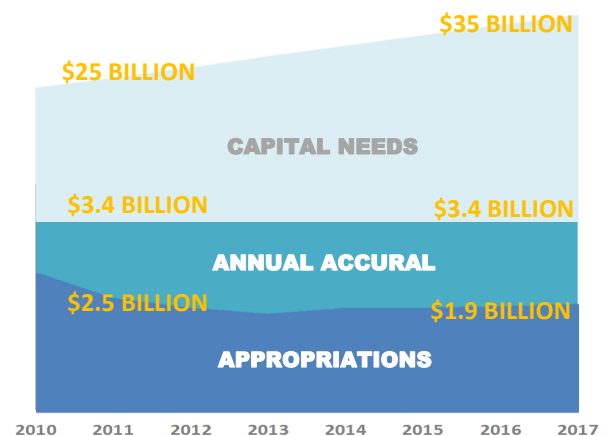 $35 BILLION
$25 BILLION
CAPITAL NEEDS
$3.4 BILLION
$3.4 BILLION
ANNUAL ACCURAL
$2.5 BILLION
$1.9 BILLION
APPROPRIATIONS
2010 2011 2012 2013 2014 2015 2016 2017